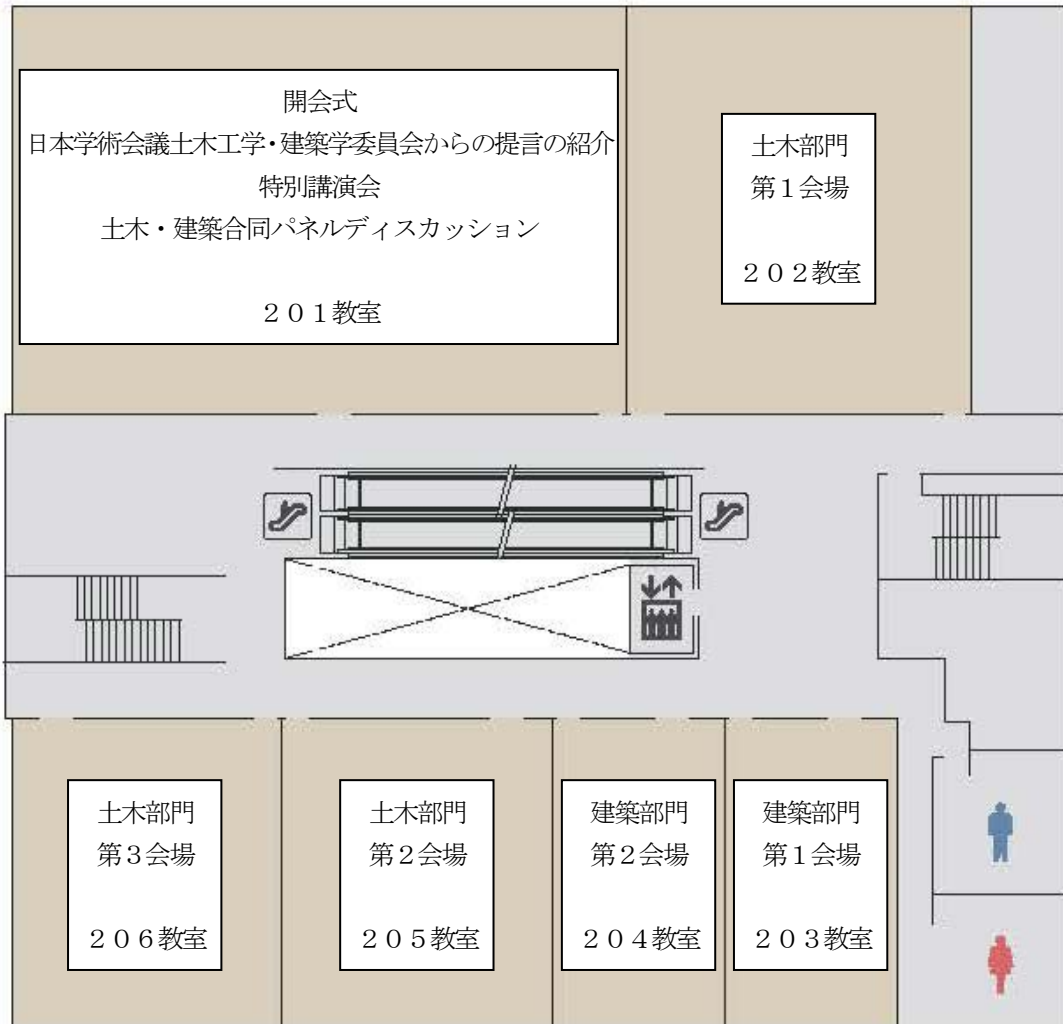 開会式
日本学術会議土木工学・建築学委員会からの提言の紹介
特別講演会
土木・建築合同パネルディスカッション
２０１教室
土木部門
第１会場
２０２教室
土木部門
第３会場
２０６教室
土木部門
第２会場
２０５教室
建築部門
第２会場
２０４教室
建築部門
第１会場
２０３教室